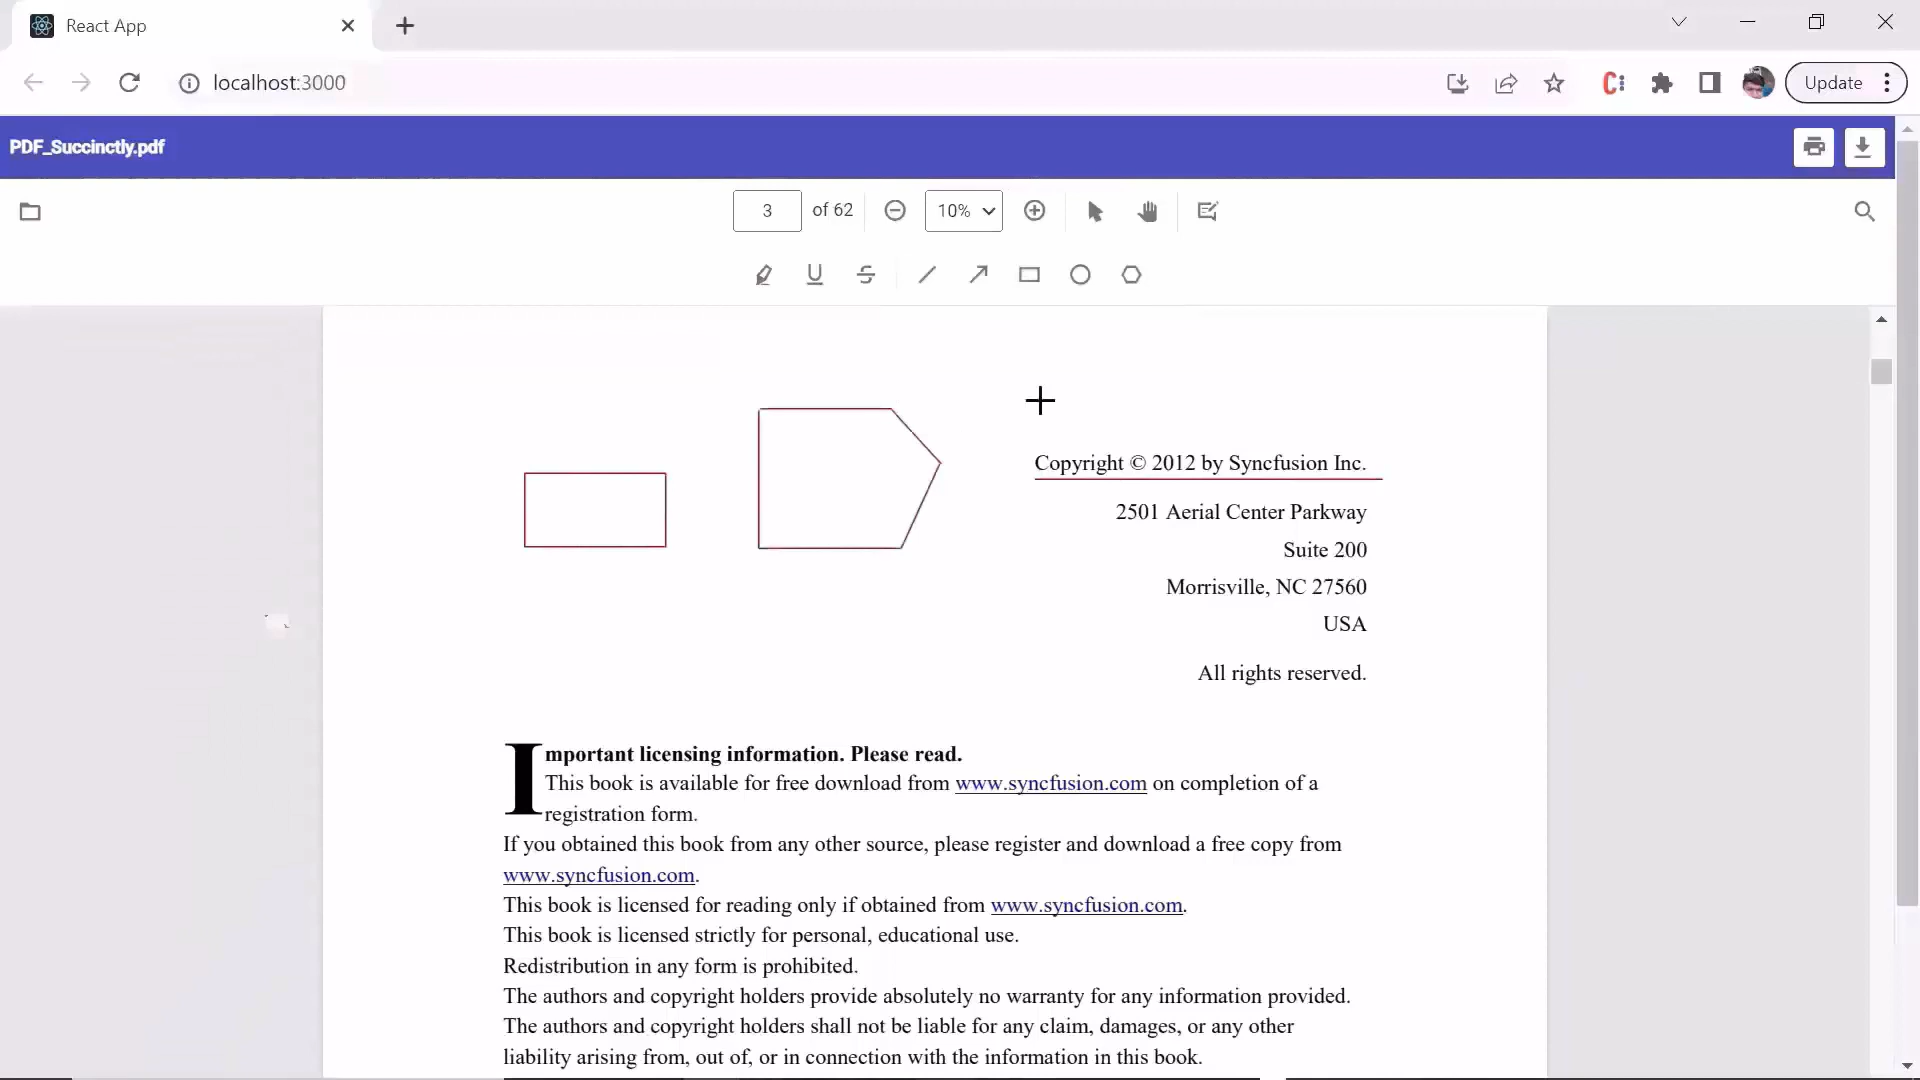 React App
localhost:3000
Update
PDF_Succinctly.pdf
3 of 62
10%
Copyright © 2012 by Syncfusion Inc.
2501 Aerial Center Parkway
Suite 200
Morrisville, NC 27560
USA
All rights reserved.
Important licensing information. Please read.
This book is available for free download from www.syncfusion.com on completion of a
registration form.
If you obtained this book from any other source, please register and download a free copy from
www.syncfusion.com.
This book is licensed for reading only if obtained from www.syncfusion.com.
This book is licensed strictly for personal, educational use.
Redistribution in any form is prohibited.
The authors and copyright holders provide absolutely no warranty for any information provided.
The authors and copyright holders shall not be liable for any claim, damages, or any other
liability arising from, out of, or in connection with the information in this book.